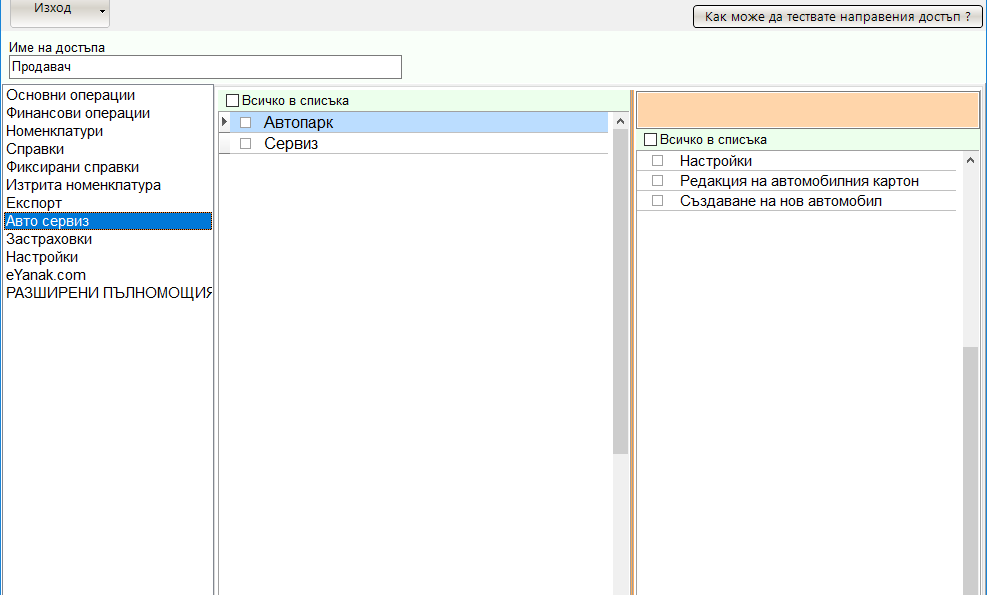 Изход
Как може да тествате направения достъп ?
Име на достъпа
Продавач
Основни операции
Финансови операции
Номенклатури
Справки
Фиксирани справки
Изтрита номенклатура
Експорт
Авто сервиз
Застраховки
Настройки
eYanak.com
РАЗШИРЕНИ ПЪЛНОМОЩИЯ
Всичко в списъка
Автопарк
Сервиз
Всичко в списъка
Настройки
Редакция на автомобилния картон
Създаване на нов автомобил